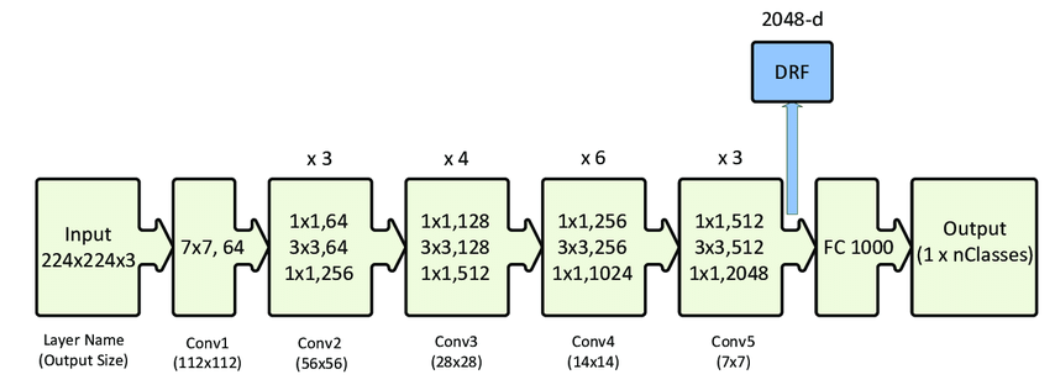 2048-d
DRF
x 3
x 4
x 6
x 3
Input
224x224x3
7x7, 64
1x1,64
3x3,64
1x1,256
1x1,128
3x3,128
1x1,512
1x1,256
3x3,256
1x1,1024
1x1,512
3x3,512
1x1,2048
FC 1000
Output
(1 x nClasses)
Layer Name
(Output Size)
Conv1
(112x112)
Conv2
(56x56)
Conv3
(28x28)
Conv4
(14x14)
Conv5
(7x7)